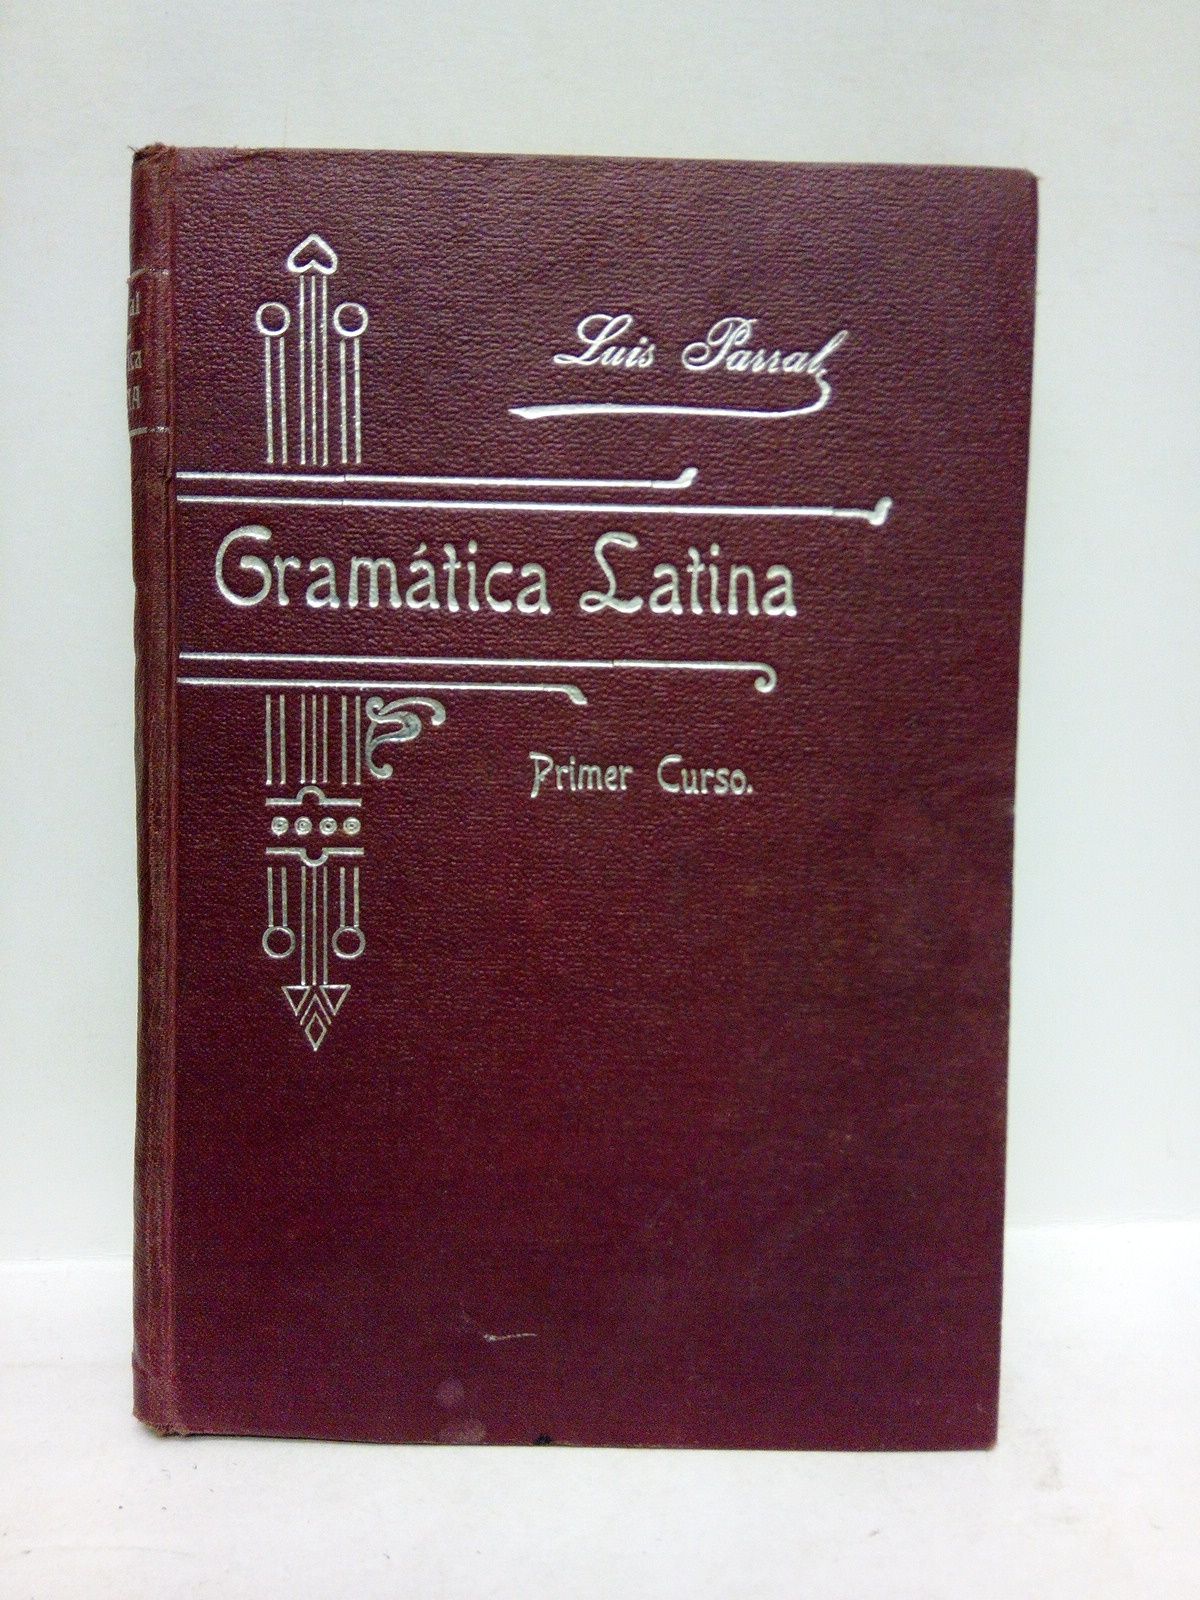 Luis Parral
Gramática Latina
Primer Curso.